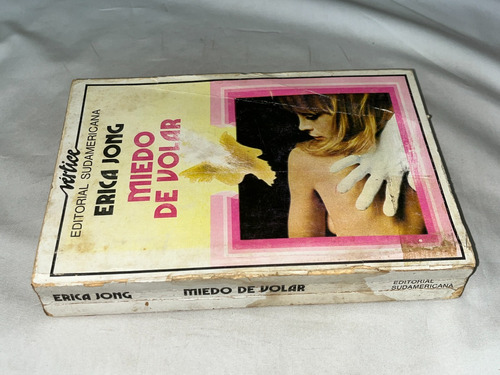 vértice
EDITORIAL SUDAMERICANA
ERICA JONG
MIEDO
DE VOLAR
ERICA JONG
MIEDO DE VOLAR
EDITORIAL
SUDAMERICANA